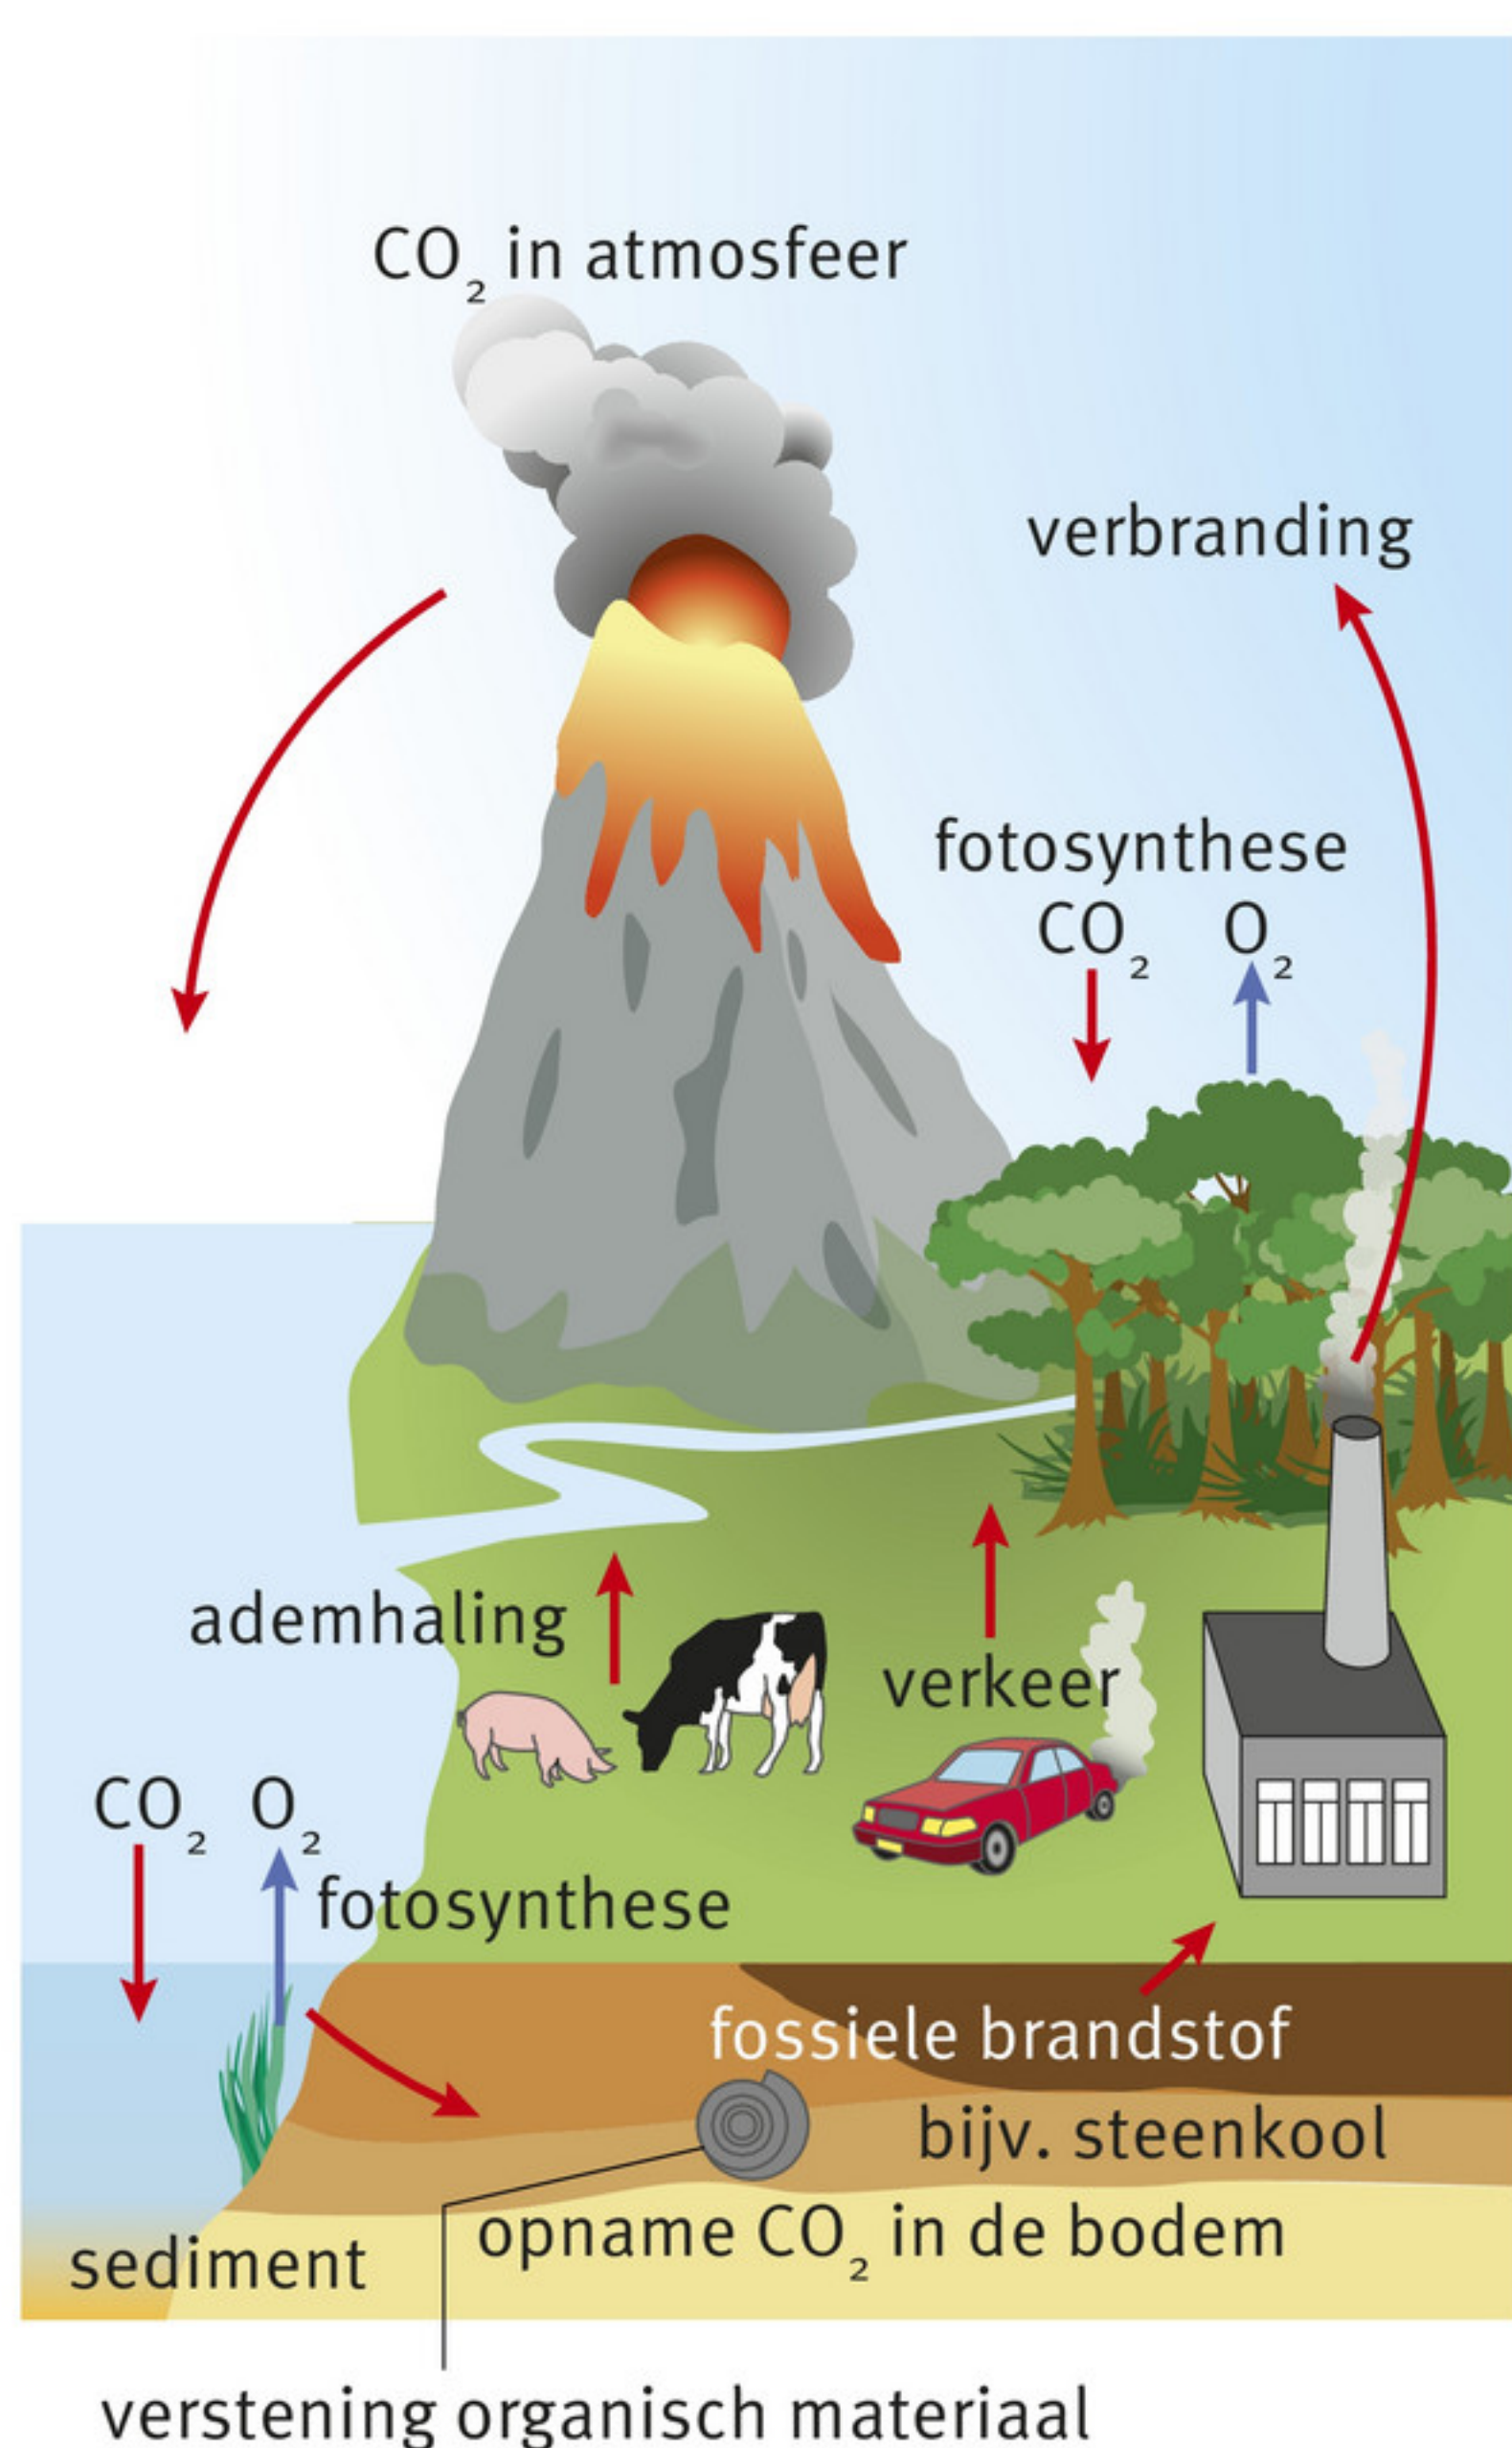 CO₂ in atmosfeer
verbranding
fotosynthese
CO₂ O₂
ademhaling
verkeer
CO₂ O₂
fotosynthese
fossiele brandstof
bijv. steenkool
opname CO₂ in de bodem
sediment
verstening organisch materiaal